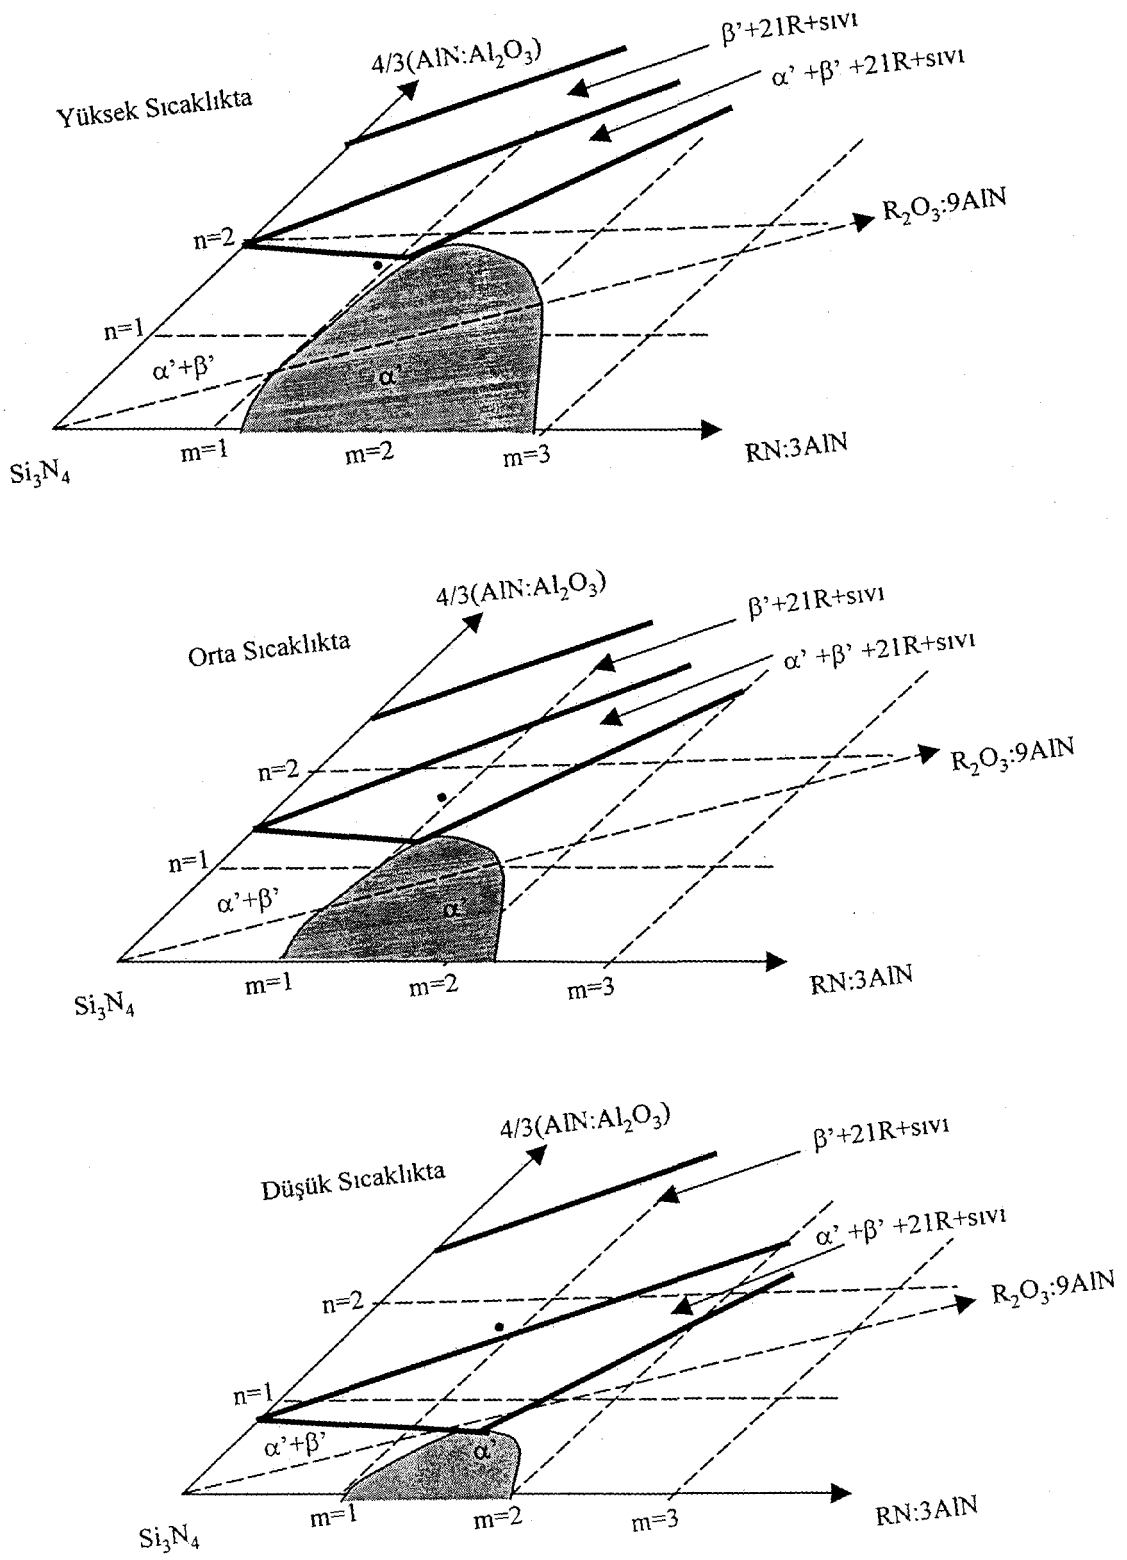 4/3(AlN:Al₂O₃)
β’+21R+sıvı
α’ +β’ +21R+sıvı
Yüksek Sıcaklıkta
R₂O₃:9AlN
n=2
n=1
α’+β’
α’
m=1
m=2
m=3
RN:3AlN
Si₃N₄
4/3(AlN:Al₂O₃)
β’+21R+sıvı
α’ +β’ +21R+sıvı
Orta Sıcaklıkta
R₂O₃:9AlN
n=2
n=1
α’+β’
α’
m=1
m=2
m=3
RN:3AlN
Si₃N₄
4/3(AlN:Al₂O₃)
β’+21R+sıvı
α’ +β’ +21R+sıvı
Düşük Sıcaklıkta
R₂O₃:9AlN
n=2
n=1
α’+β’
α’
m=1
m=2
m=3
RN:3AlN
Si₃N₄